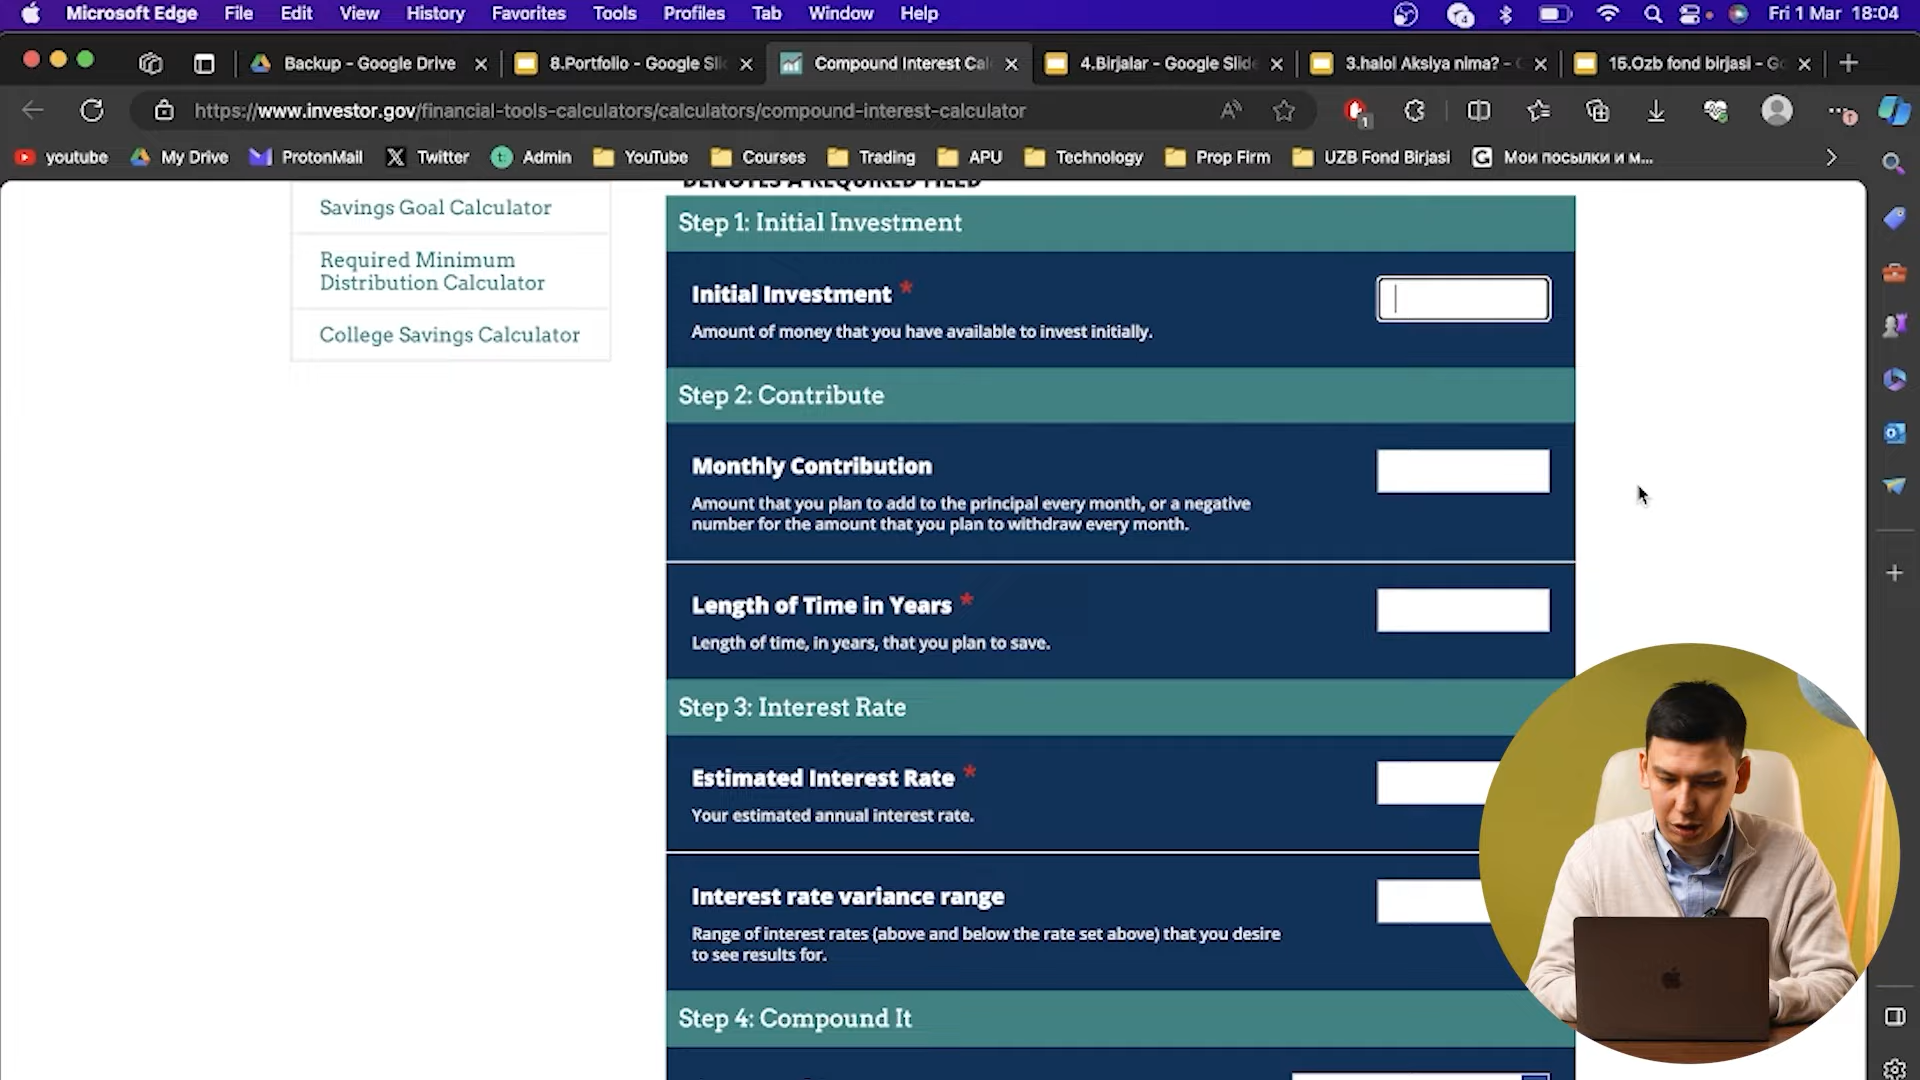 Microsoft Edge File Edit View History Favorites Tools Profiles Tab Window Help 4 Fri 1 Mar 18:04
Backup - Google Drive 8.Portfolio - Google Sli Compound Interest Cal 4.Birjalar - Google Slide 3.halol Aksiya nima? - 15.Ozb fond birjasi - Go
https://www.investor.gov/financial-tools-calculators/calculators/compound-interest-calculator 1
youtube My Drive ProtonMail Twitter Admin YouTube Courses Trading APU Technology Prop Firm UZB Fond Birjasi Мои посылки и м...
DENOTES A REQUIRED FIELD
Savings Goal Calculator
Required Minimum
Distribution Calculator
College Savings Calculator
Step 1: Initial Investment
Initial Investment *
Amount of money that you have available to invest initially.
Step 2: Contribute
Monthly Contribution
Amount that you plan to add to the principal every month, or a negative
number for the amount that you plan to withdraw every month.
Length of Time in Years *
Length of time, in years, that you plan to save.
Step 3: Interest Rate
Estimated Interest Rate *
Your estimated annual interest rate.
Interest rate variance range
Range of interest rates (above and below the rate set above) that you desire
to see results for.
Step 4: Compound It